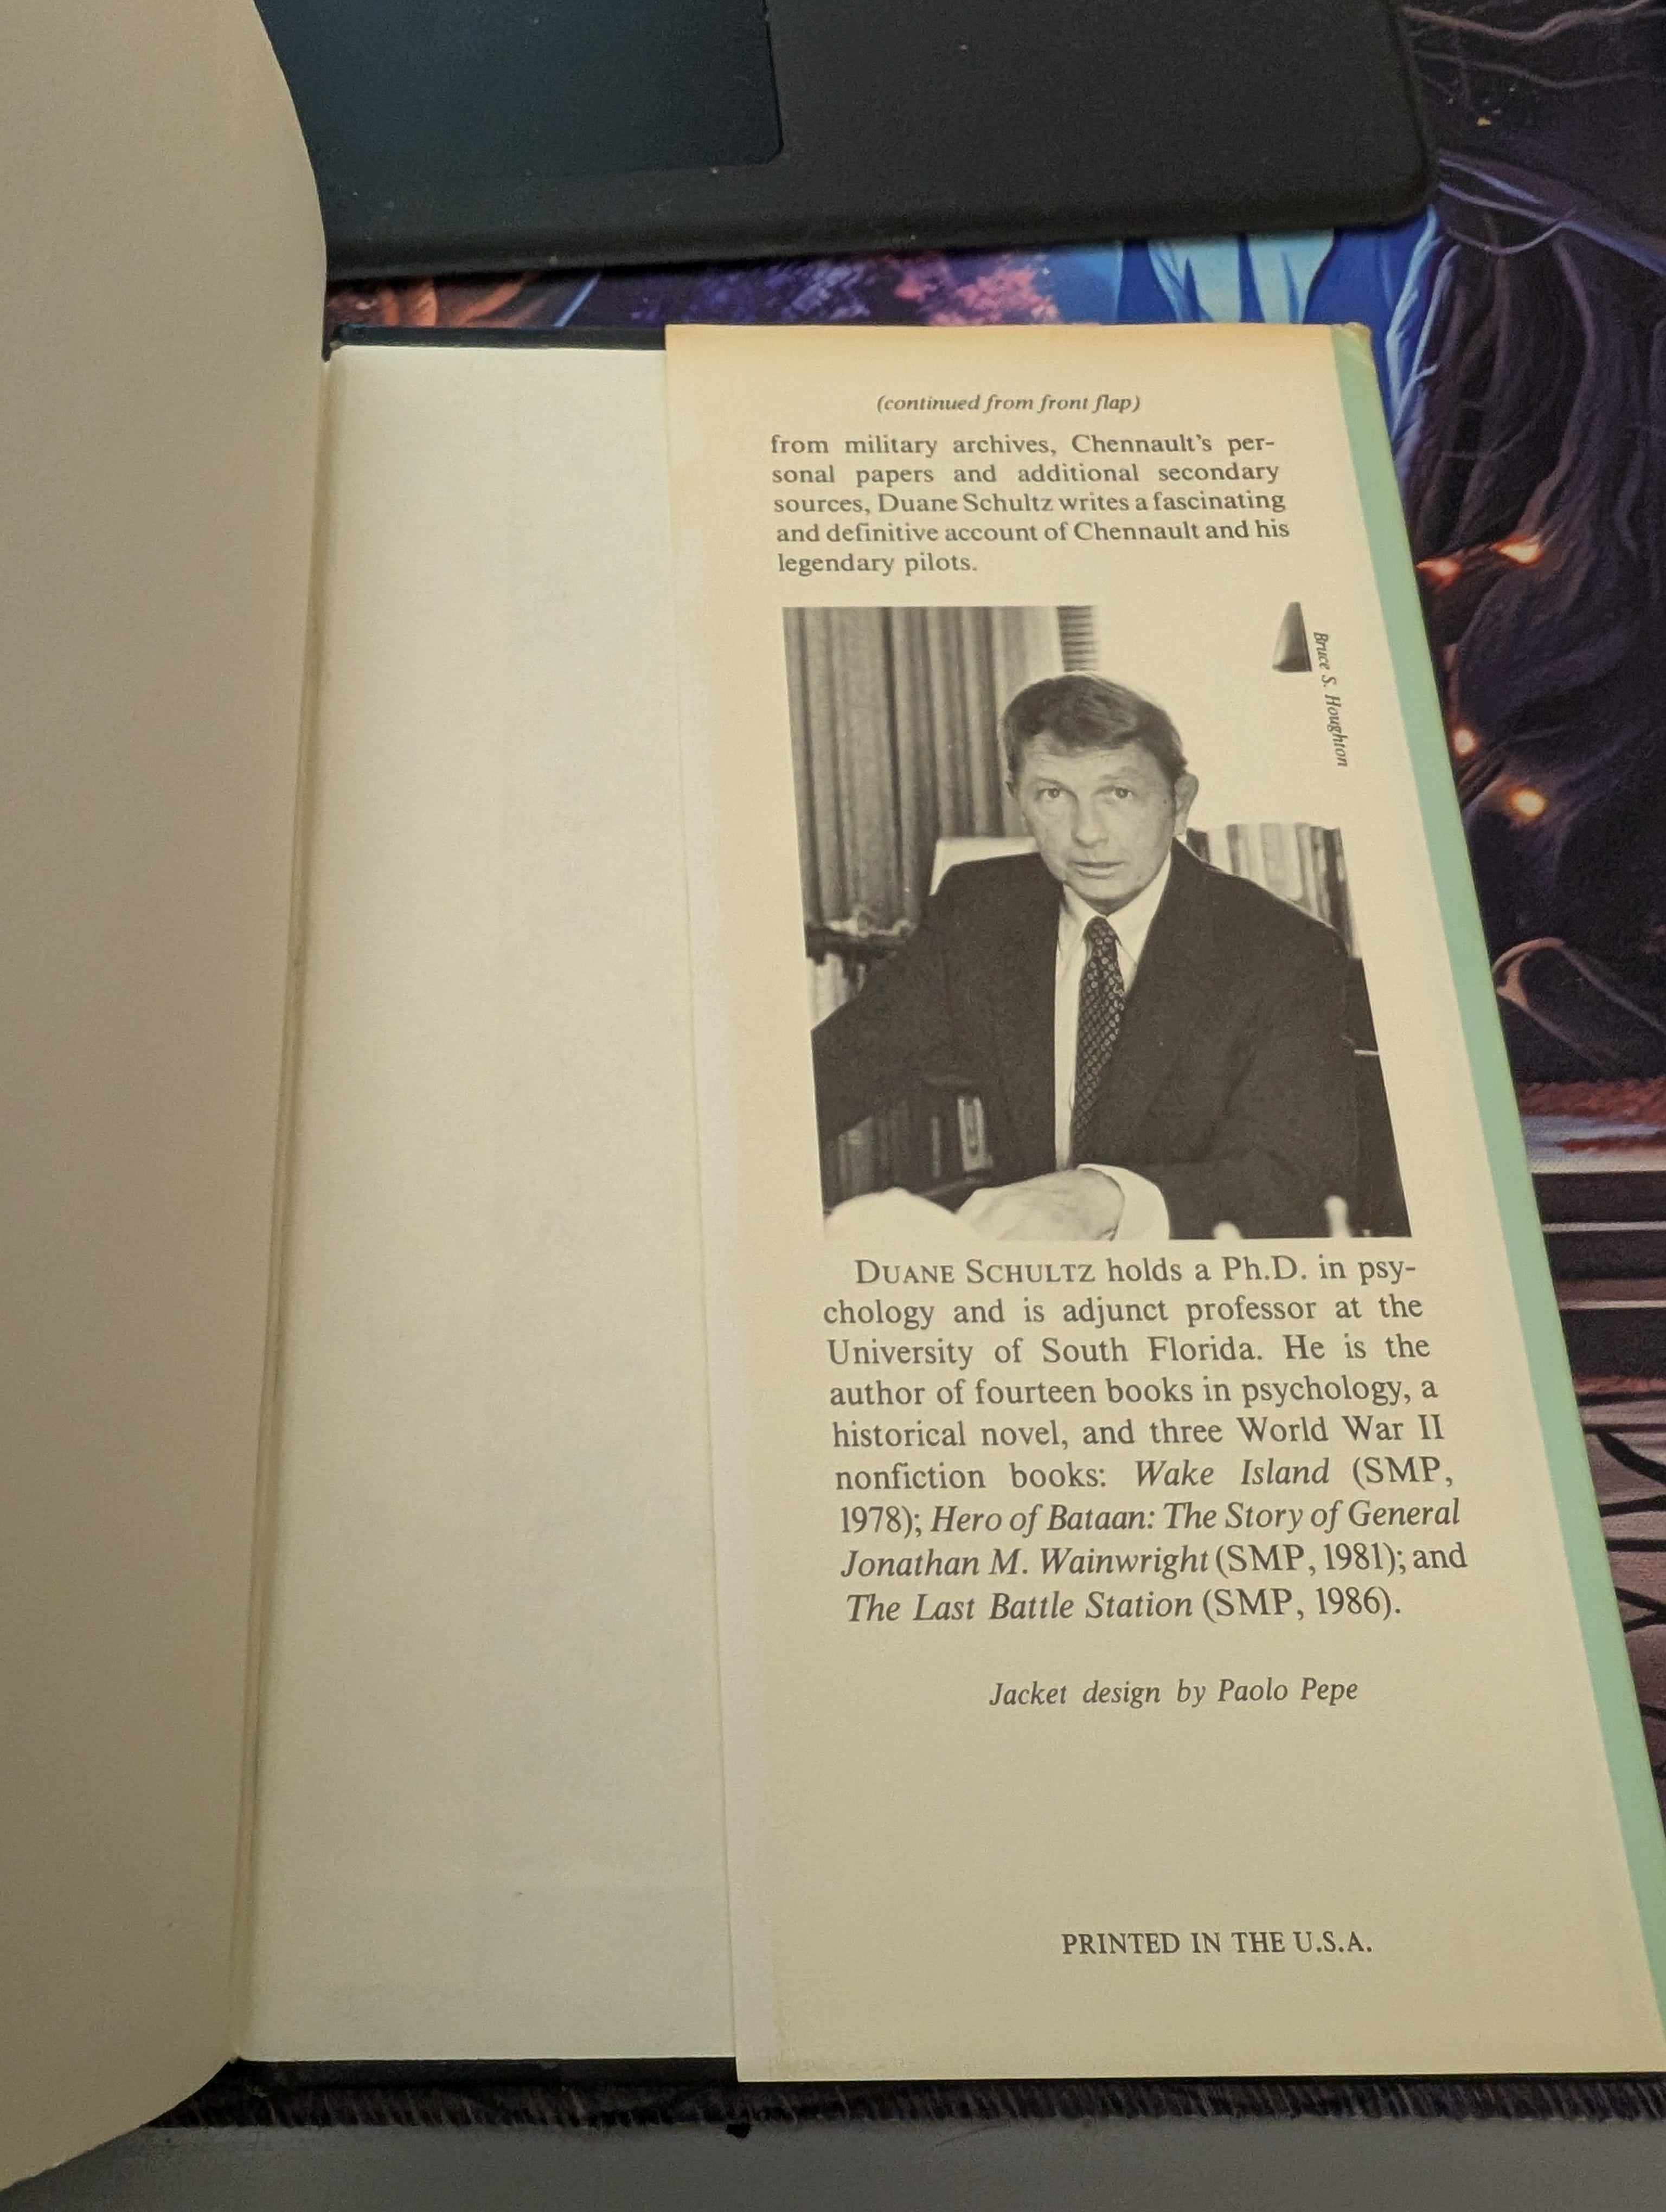 (continued from front flap)
from military archives, Chennault's per-
sonal papers and additional secondary
sources, Duane Schultz writes a fascinating
and definitive account of Chennault and his
legendary pilots.
Bruce S. Houghton
DUANE SCHULTZ holds a Ph.D. in psy-
chology and is adjunct professor at the
University of South Florida. He is the
author of fourteen books in psychology, a
historical novel, and three World War II
nonfiction books: Wake Island (SMP,
1978); Hero of Bataan: The Story of General
Jonathan M. Wainwright (SMP, 1981); and
The Last Battle Station (SMP, 1986).
Jacket design by Paolo Pepe
PRINTED IN THE U.S.A.